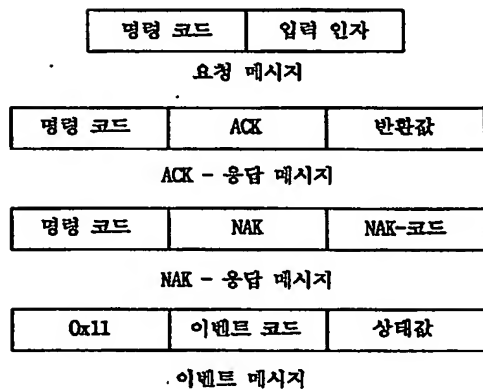 명령 코드 입력 인자
요청 메시지
명령 코드 ACK 반환값
ACK - 응답 메시지
명령 코드 NAK NAK-코드
NAK - 응답 메시지
0x11 이벤트 코드 상태값
이벤트 메시지